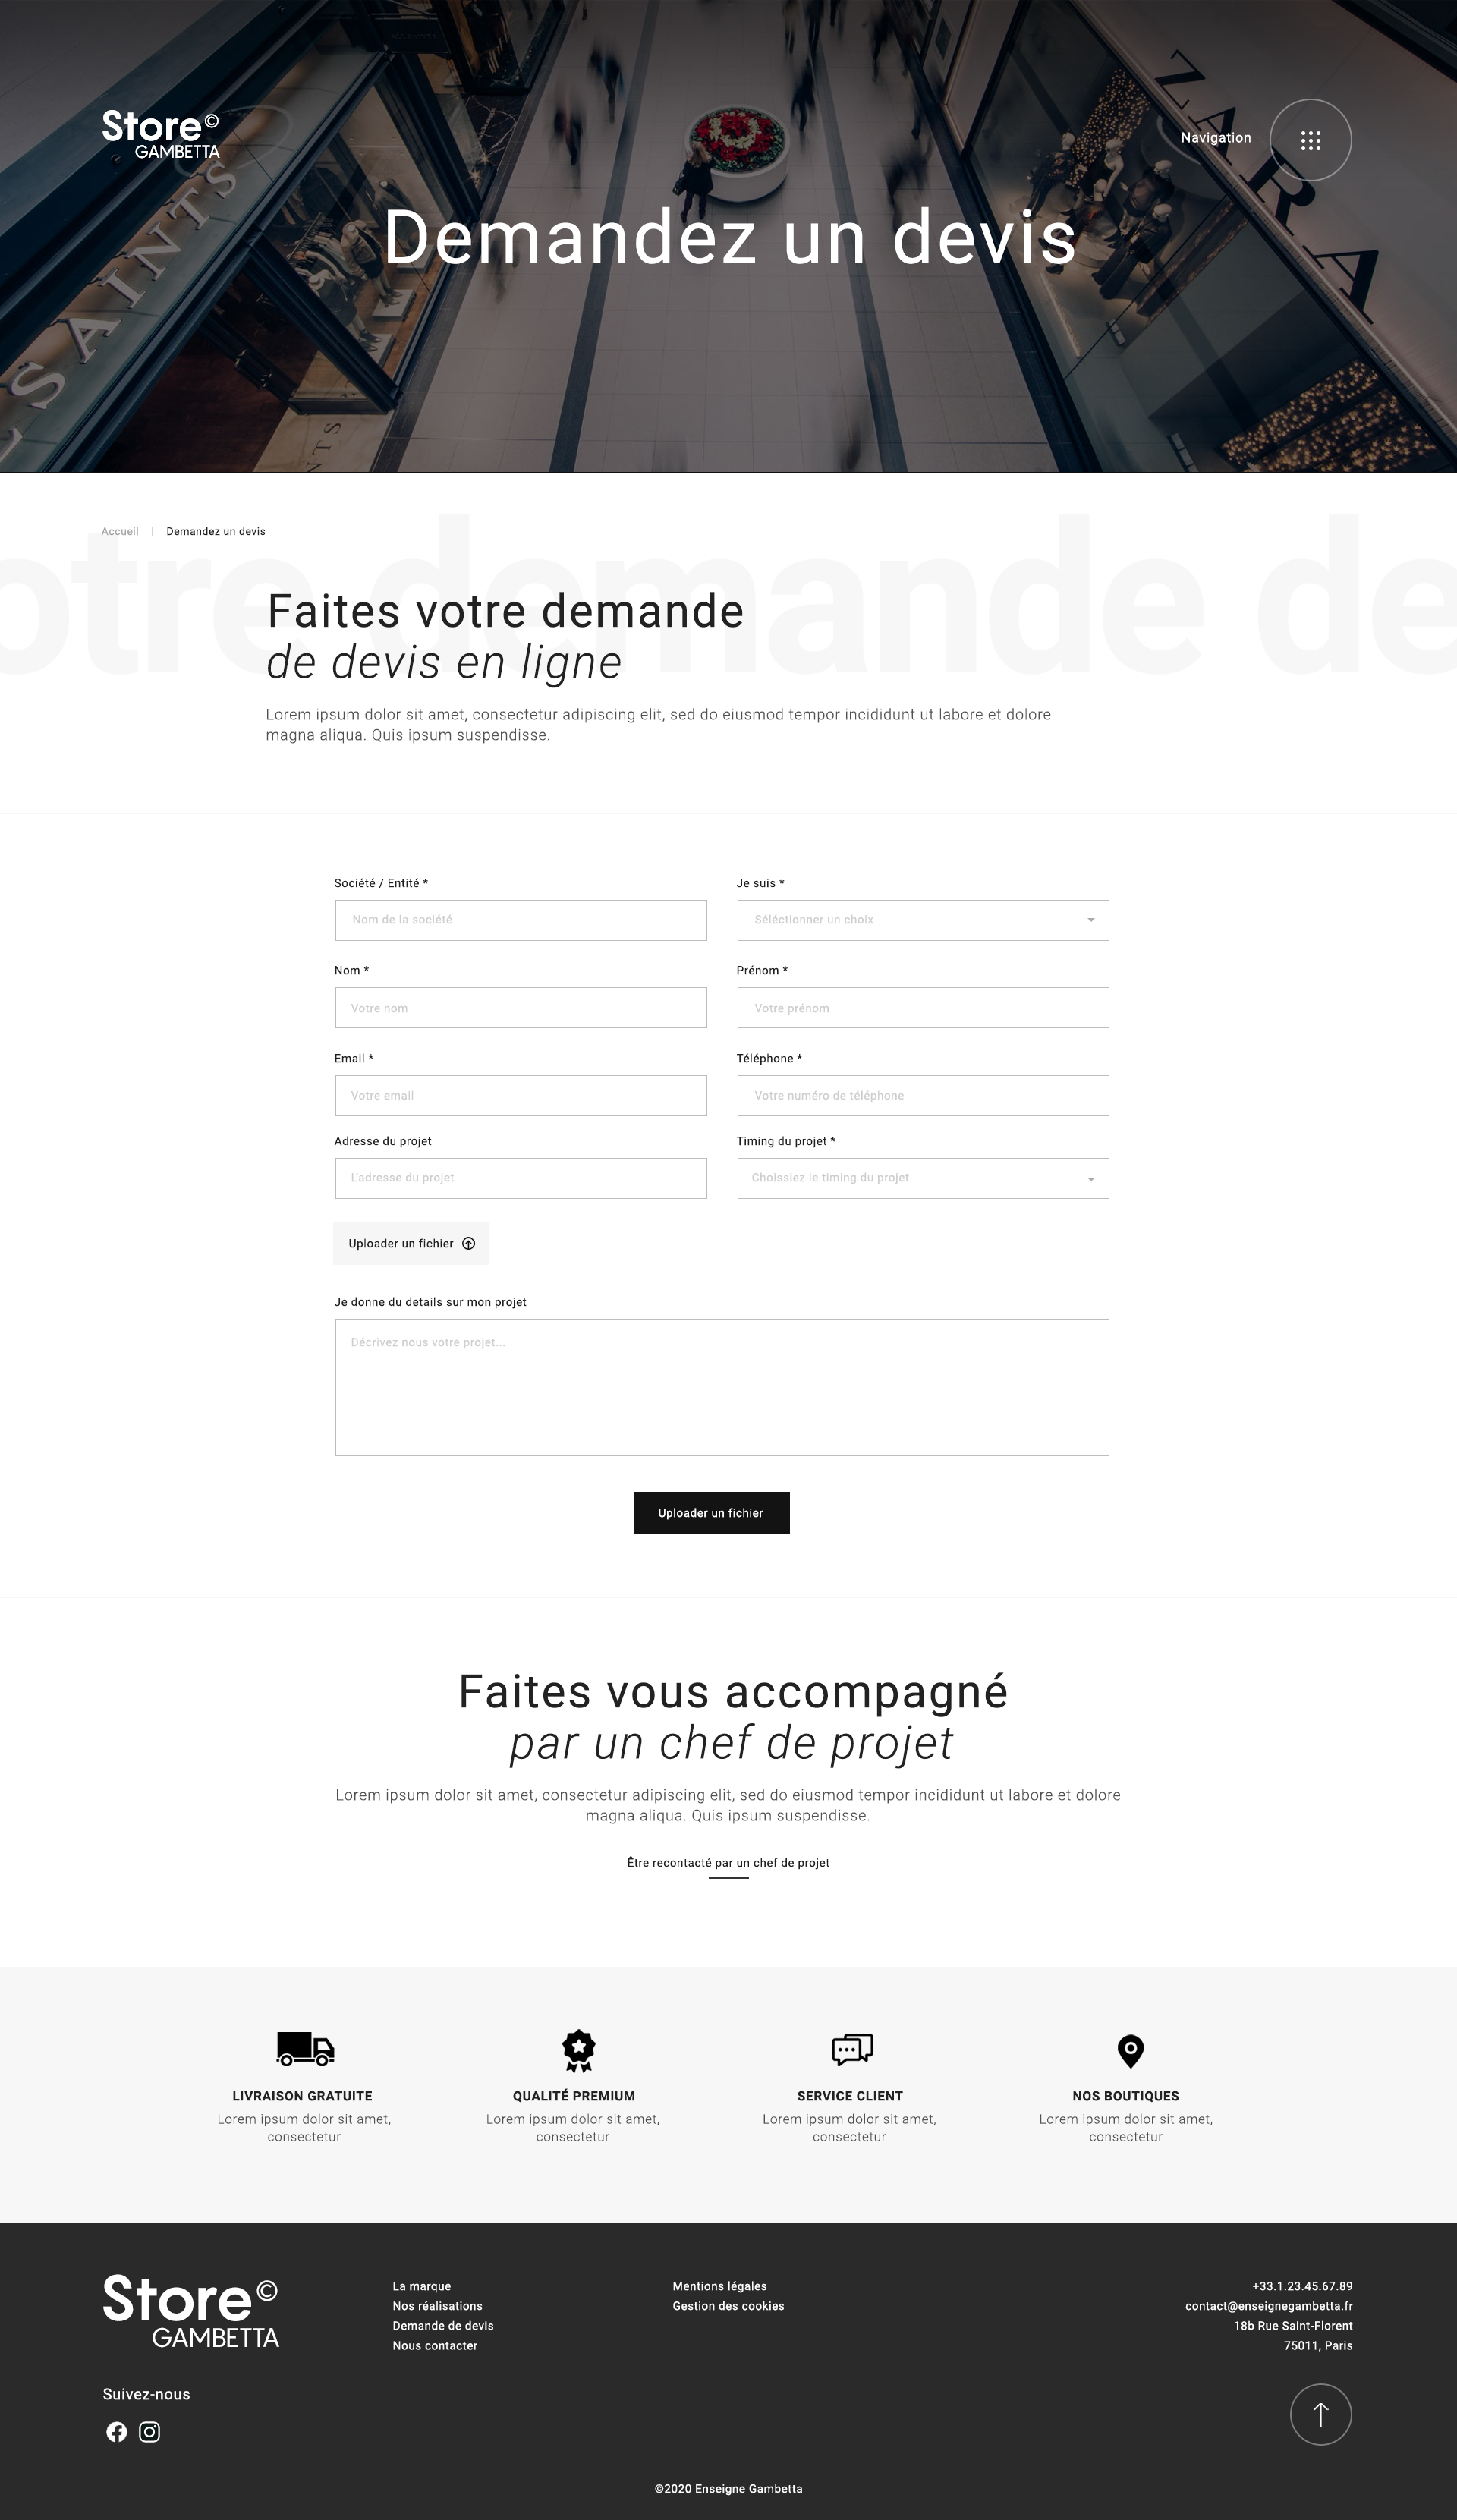 Store©
GAMBETTA
Navigation
ZARA
SAINTS
Demandez un devis
Accueil | Demandez un devis
otre demande de
Faites votre demande
de devis en ligne
Lorem ipsum dolor sit amet, consectetur adipiscing elit, sed do eiusmod tempor incididunt ut labore et dolore
magna aliqua. Quis ipsum suspendisse.
Société / Entité *
Nom de la société
Je suis *
Séléctionner un choix
Nom *
Votre nom
Prénom *
Votre prénom
Email *
Votre email
Téléphone *
Votre numéro de téléphone
Adresse du projet
L'adresse du projet
Timing du projet *
Choissiez le timing du projet
Uploader un fichier
Je donne du details sur mon projet
Décrivez nous votre projet...
Uploader un fichier
Faites vous accompagné
par un chef de projet
Lorem ipsum dolor sit amet, consectetur adipiscing elit, sed do eiusmod tempor incididunt ut labore et dolore
magna aliqua. Quis ipsum suspendisse.
Être recontacté par un chef de projet
LIVRAISON GRATUITE
Lorem ipsum dolor sit amet,
consectetur
QUALITÉ PREMIUM
Lorem ipsum dolor sit amet,
consectetur
SERVICE CLIENT
Lorem ipsum dolor sit amet,
consectetur
NOS BOUTIQUES
Lorem ipsum dolor sit amet,
consectetur
Store©
GAMBETTA
Suivez-nous
La marque
Nos réalisations
Demande de devis
Nous contacter
Mentions légales
Gestion des cookies
+33.1.23.45.67.89
contact@enseignegambetta.fr
18b Rue Saint-Florent
75011, Paris
©2020 Enseigne Gambetta